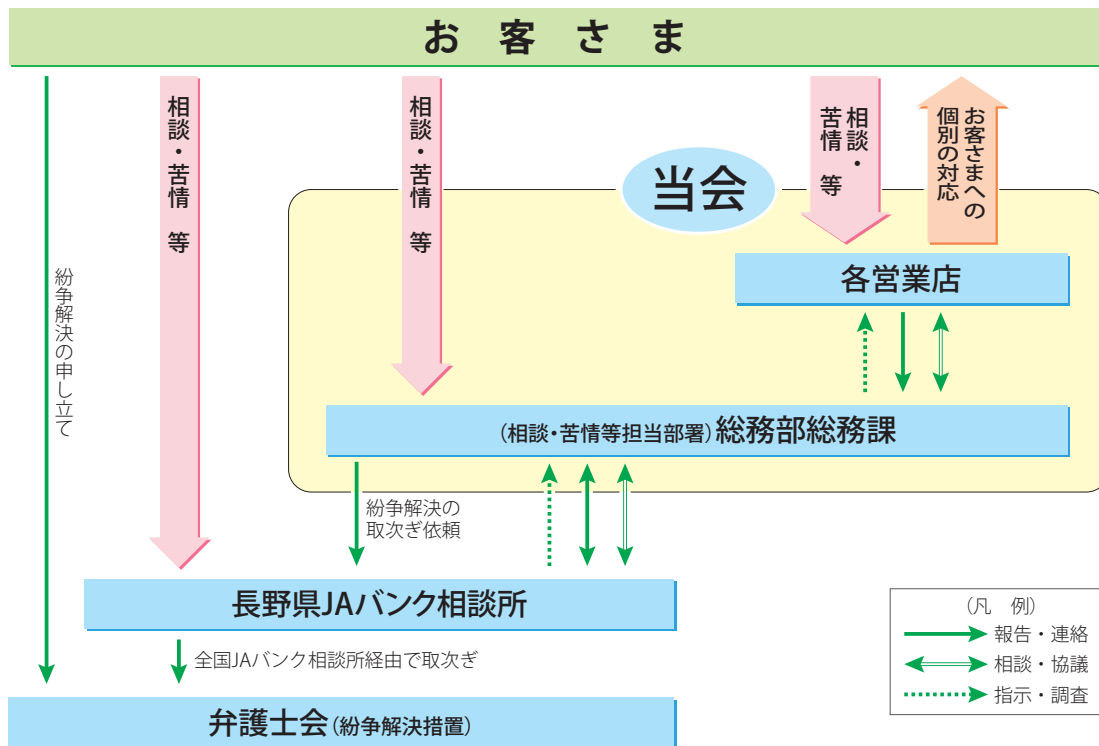 お客さま
紛争解決の申し立て
相談・苦情 等
相談・苦情 等
相談・
苦情 等
お客さまへの
個別の対応
当会
各営業店
(相談・苦情等担当部署)総務部総務課
紛争解決の
取次ぎ依頼
長野県JAバンク相談所
全国JAバンク相談所経由で取次ぎ
弁護士会(紛争解決措置)
(凡 例)
報告・連絡
相談・協議
指示・調査